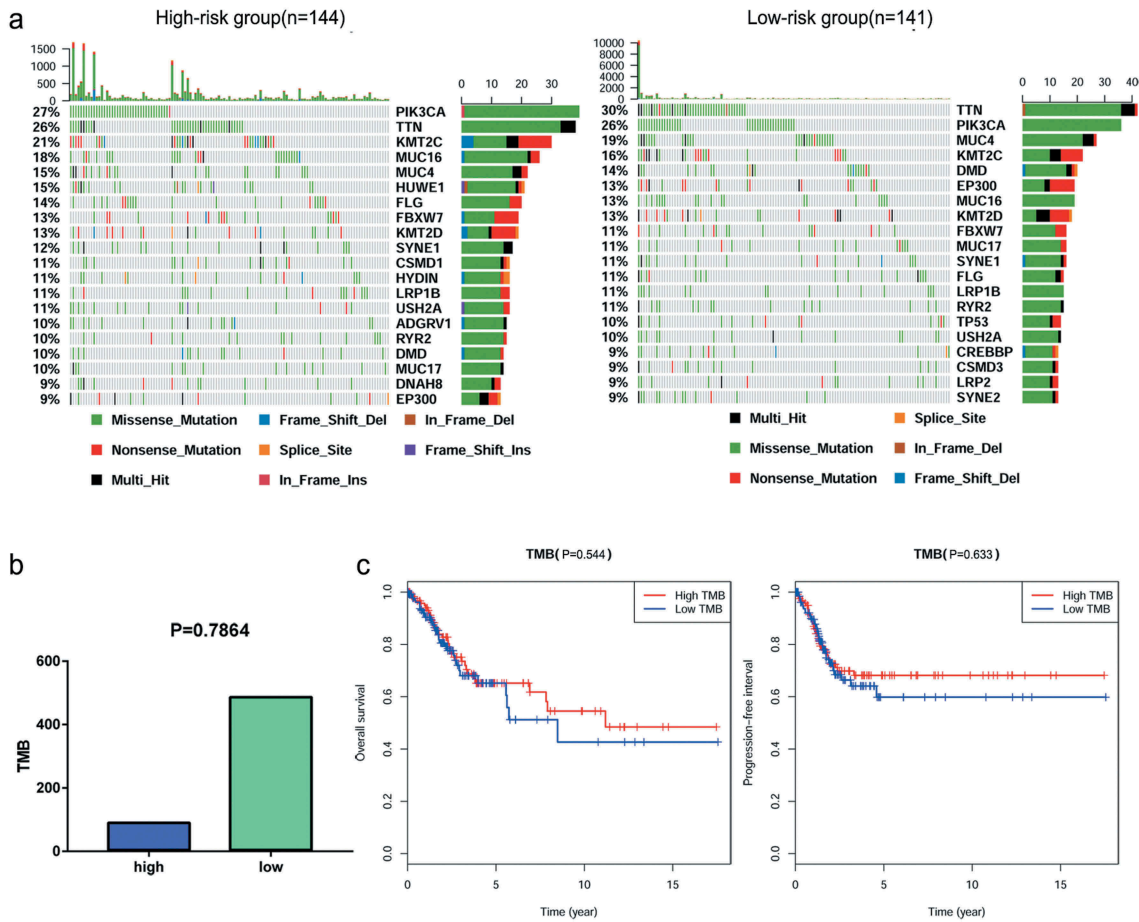 a
High-risk group(n=144)
Low-risk group(n=141)
1500
1000
500
0
0 10 20 30
27% PIK3CA
26% TTN
21% KMT2C
18% MUC16
15% MUC4
15% HUWE1
14% FLG
13% FBXW7
13% KMT2D
12% SYNE1
11% CSMD1
11% HYDIN
11% LRP1B
11% USH2A
10% ADGRV1
10% RYR2
10% DMD
10% MUC17
9% DNAH8
9% EP300
Missense_Mutation Frame_Shift_Del In_Frame_Del
Nonsense_Mutation Splice_Site Frame_Shift_Ins
Multi_Hit In_Frame_Ins
10000
8000
6000
4000
2000
0
0 10 20 30 40
30% TTN
26% PIK3CA
19% MUC4
16% KMT2C
14% DMD
13% EP300
13% MUC16
13% KMT2D
11% FBXW7
11% MUC17
11% SYNE1
11% FLG
11% LRP1B
11% RYR2
10% TP53
10% USH2A
9% CREBBP
9% CSMD3
9% LRP2
9% SYNE2
Multi_Hit Splice_Site
Missense_Mutation In_Frame_Del
Nonsense_Mutation Frame_Shift_Del
b
P=0.7864
TMB
600
400
200
0
high low
c
TMB(P=0.544)
High TMB
Low TMB
Overall survival
1.0
0.8
0.6
0.4
0.2
0.0
0 5 10 15
Time (year)
TMB(P=0.633)
High TMB
Low TMB
Progression-free interval
1.0
0.8
0.6
0.4
0.2
0.0
0 5 10 15
Time (year)